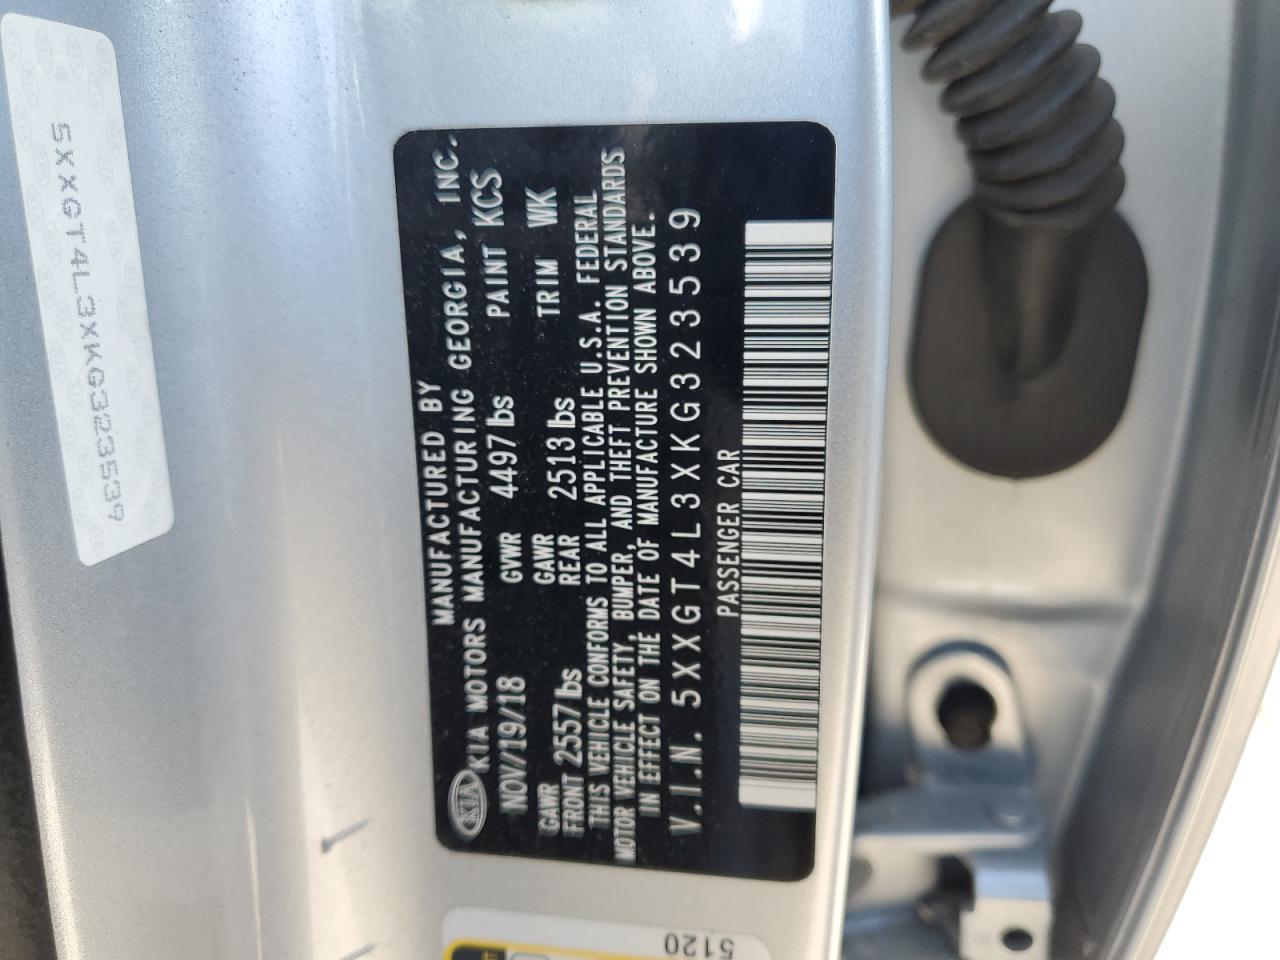 5XXGT4L3XKG323539
MANUFACTURED BY
KIA KIA MOTORS MANUFACTURING GEORGIA, INC.
NOV/19/18 GVWR 4497 lbs PAINT KCS
GAWR FRONT 2557 lbs GAWR REAR 2513 lbs TRIM WK
THIS VEHICLE CONFORMS TO ALL APPLICABLE U.S.A. FEDERAL
MOTOR VEHICLE SAFETY, BUMPER, AND THEFT PREVENTION STANDARDS
IN EFFECT ON THE DATE OF MANUFACTURE SHOWN ABOVE.
V.I.N. 5XXGT4L3XKG323539
PASSENGER CAR
5120